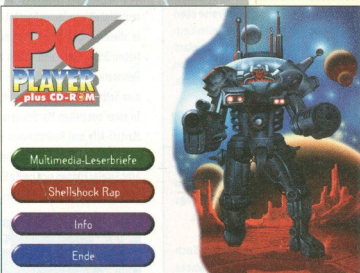 PC
PLAYER
plus CD-ROM
Multimedia-Leserbriefe
Shellshock Rap
Info
Ende